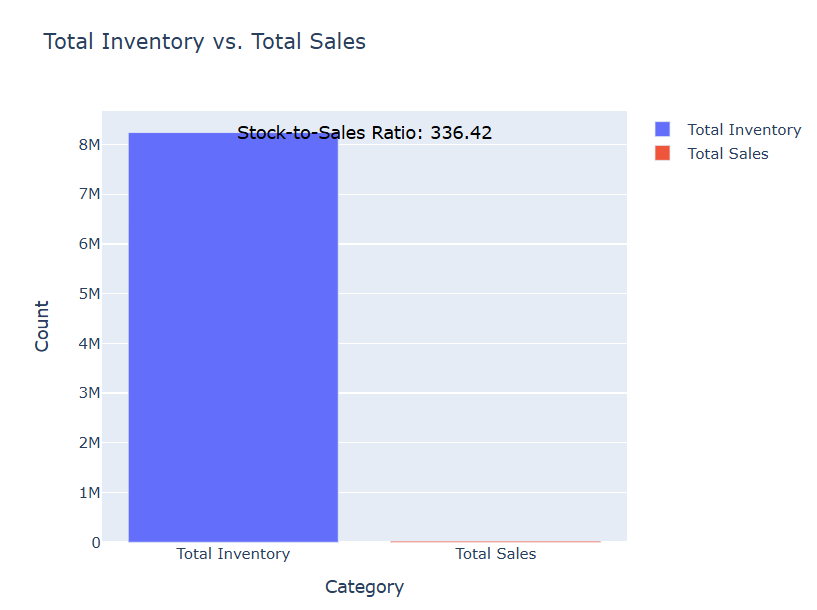 Total Inventory vs. Total Sales
Stock-to-Sales Ratio: 336.42
Total Inventory
Total Sales
8M
7M
6M
5M
4M
3M
2M
1M
0
Count
Total Inventory
Total Sales
Category